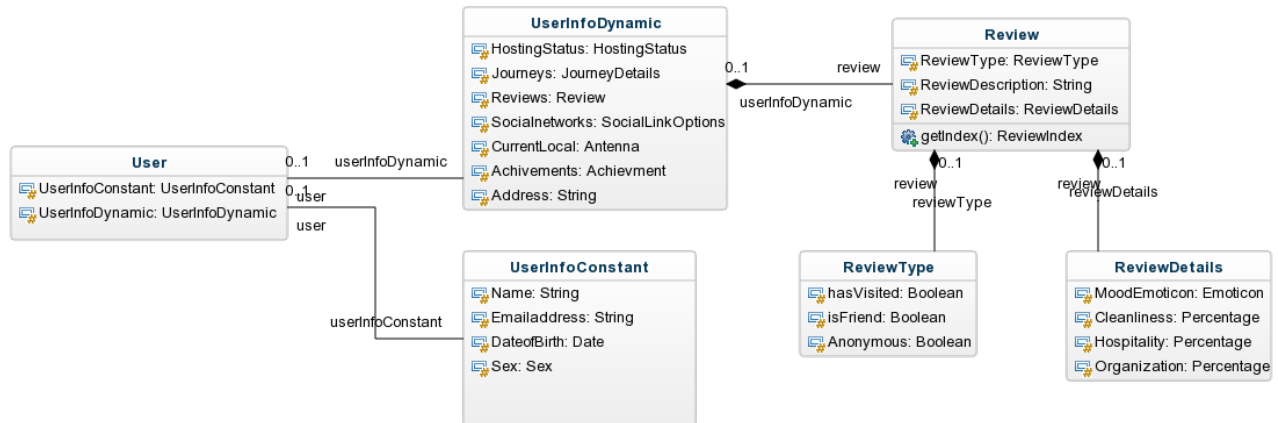 UserInfoDynamic
HostingStatus: HostingStatus
Journeys: JourneyDetails
Reviews: Review
Socialnetworks: SocialLinkOptions
CurrentLocal: Antenna
Achivements: Achievment
Address: String
0..1
review
userInfoDynamic
Review
ReviewType: ReviewType
ReviewDescription: String
ReviewDetails: ReviewDetails
getIndex(): ReviewIndex
User
UserInfoConstant: UserInfoConstant
UserInfoDynamic: UserInfoDynamic
0..1
userInfoDynamic
0..1
user
user
userInfoConstant
UserInfoConstant
Name: String
Emailaddress: String
DateofBirth: Date
Sex: Sex
0..1
review
reviewType
0..1
review
reviewDetails
ReviewType
hasVisited: Boolean
isFriend: Boolean
Anonymous: Boolean
ReviewDetails
MoodEmoticon: Emoticon
Cleanliness: Percentage
Hospitality: Percentage
Organization: Percentage